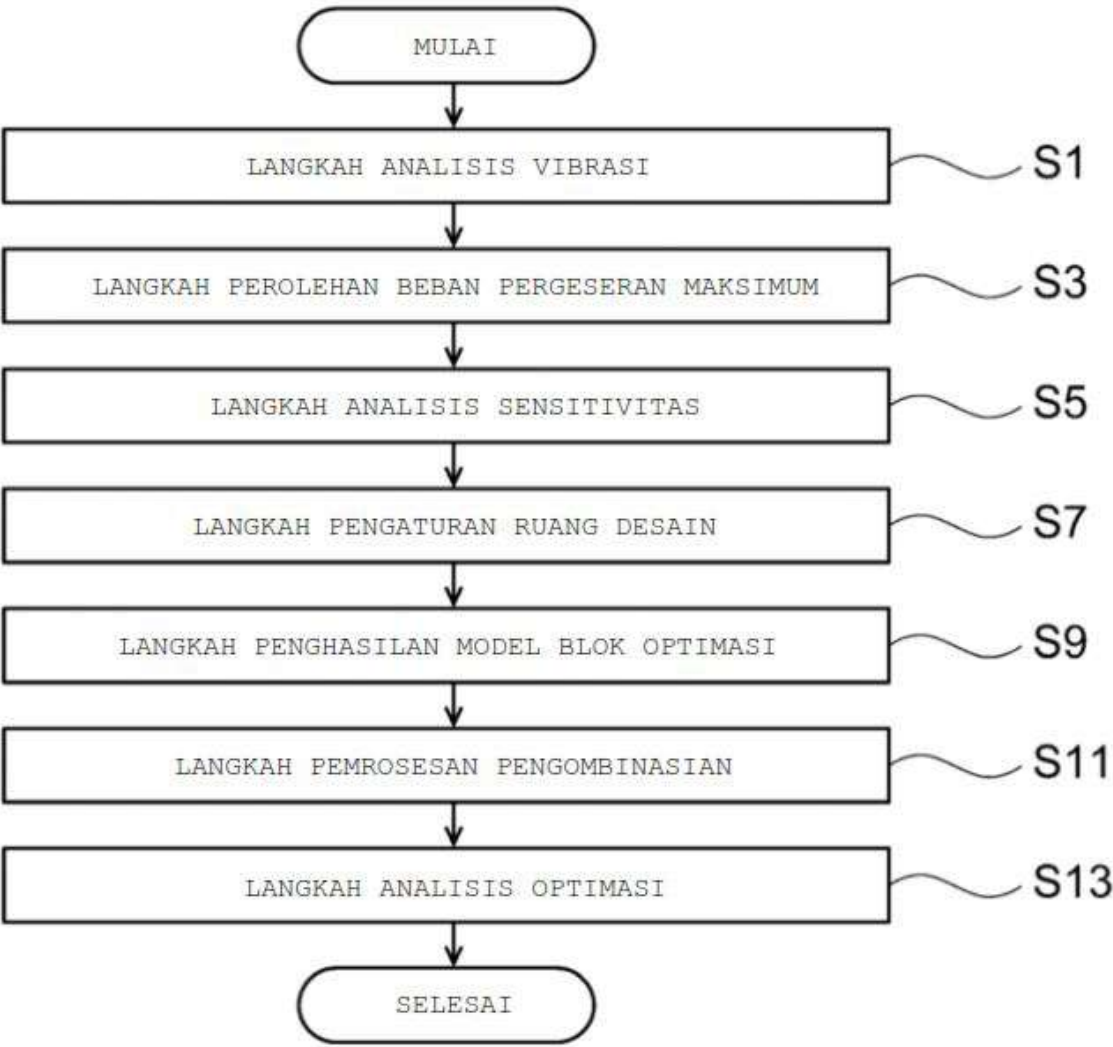 MULAI
LANGKAH ANALISIS VIBRASI
S1
LANGKAH PEROLEHAN BEBAN PERGESERAN MAKSIMUM
S3
LANGKAH ANALISIS SENSITIVITAS
S5
LANGKAH PENGATURAN RUANG DESAIN
S7
LANGKAH PENGHASILAN MODEL BLOK OPTIMASI
S9
LANGKAH PEMROSESAN PENGOMBINASIAN
S11
LANGKAH ANALISIS OPTIMASI
S13
SELESAI